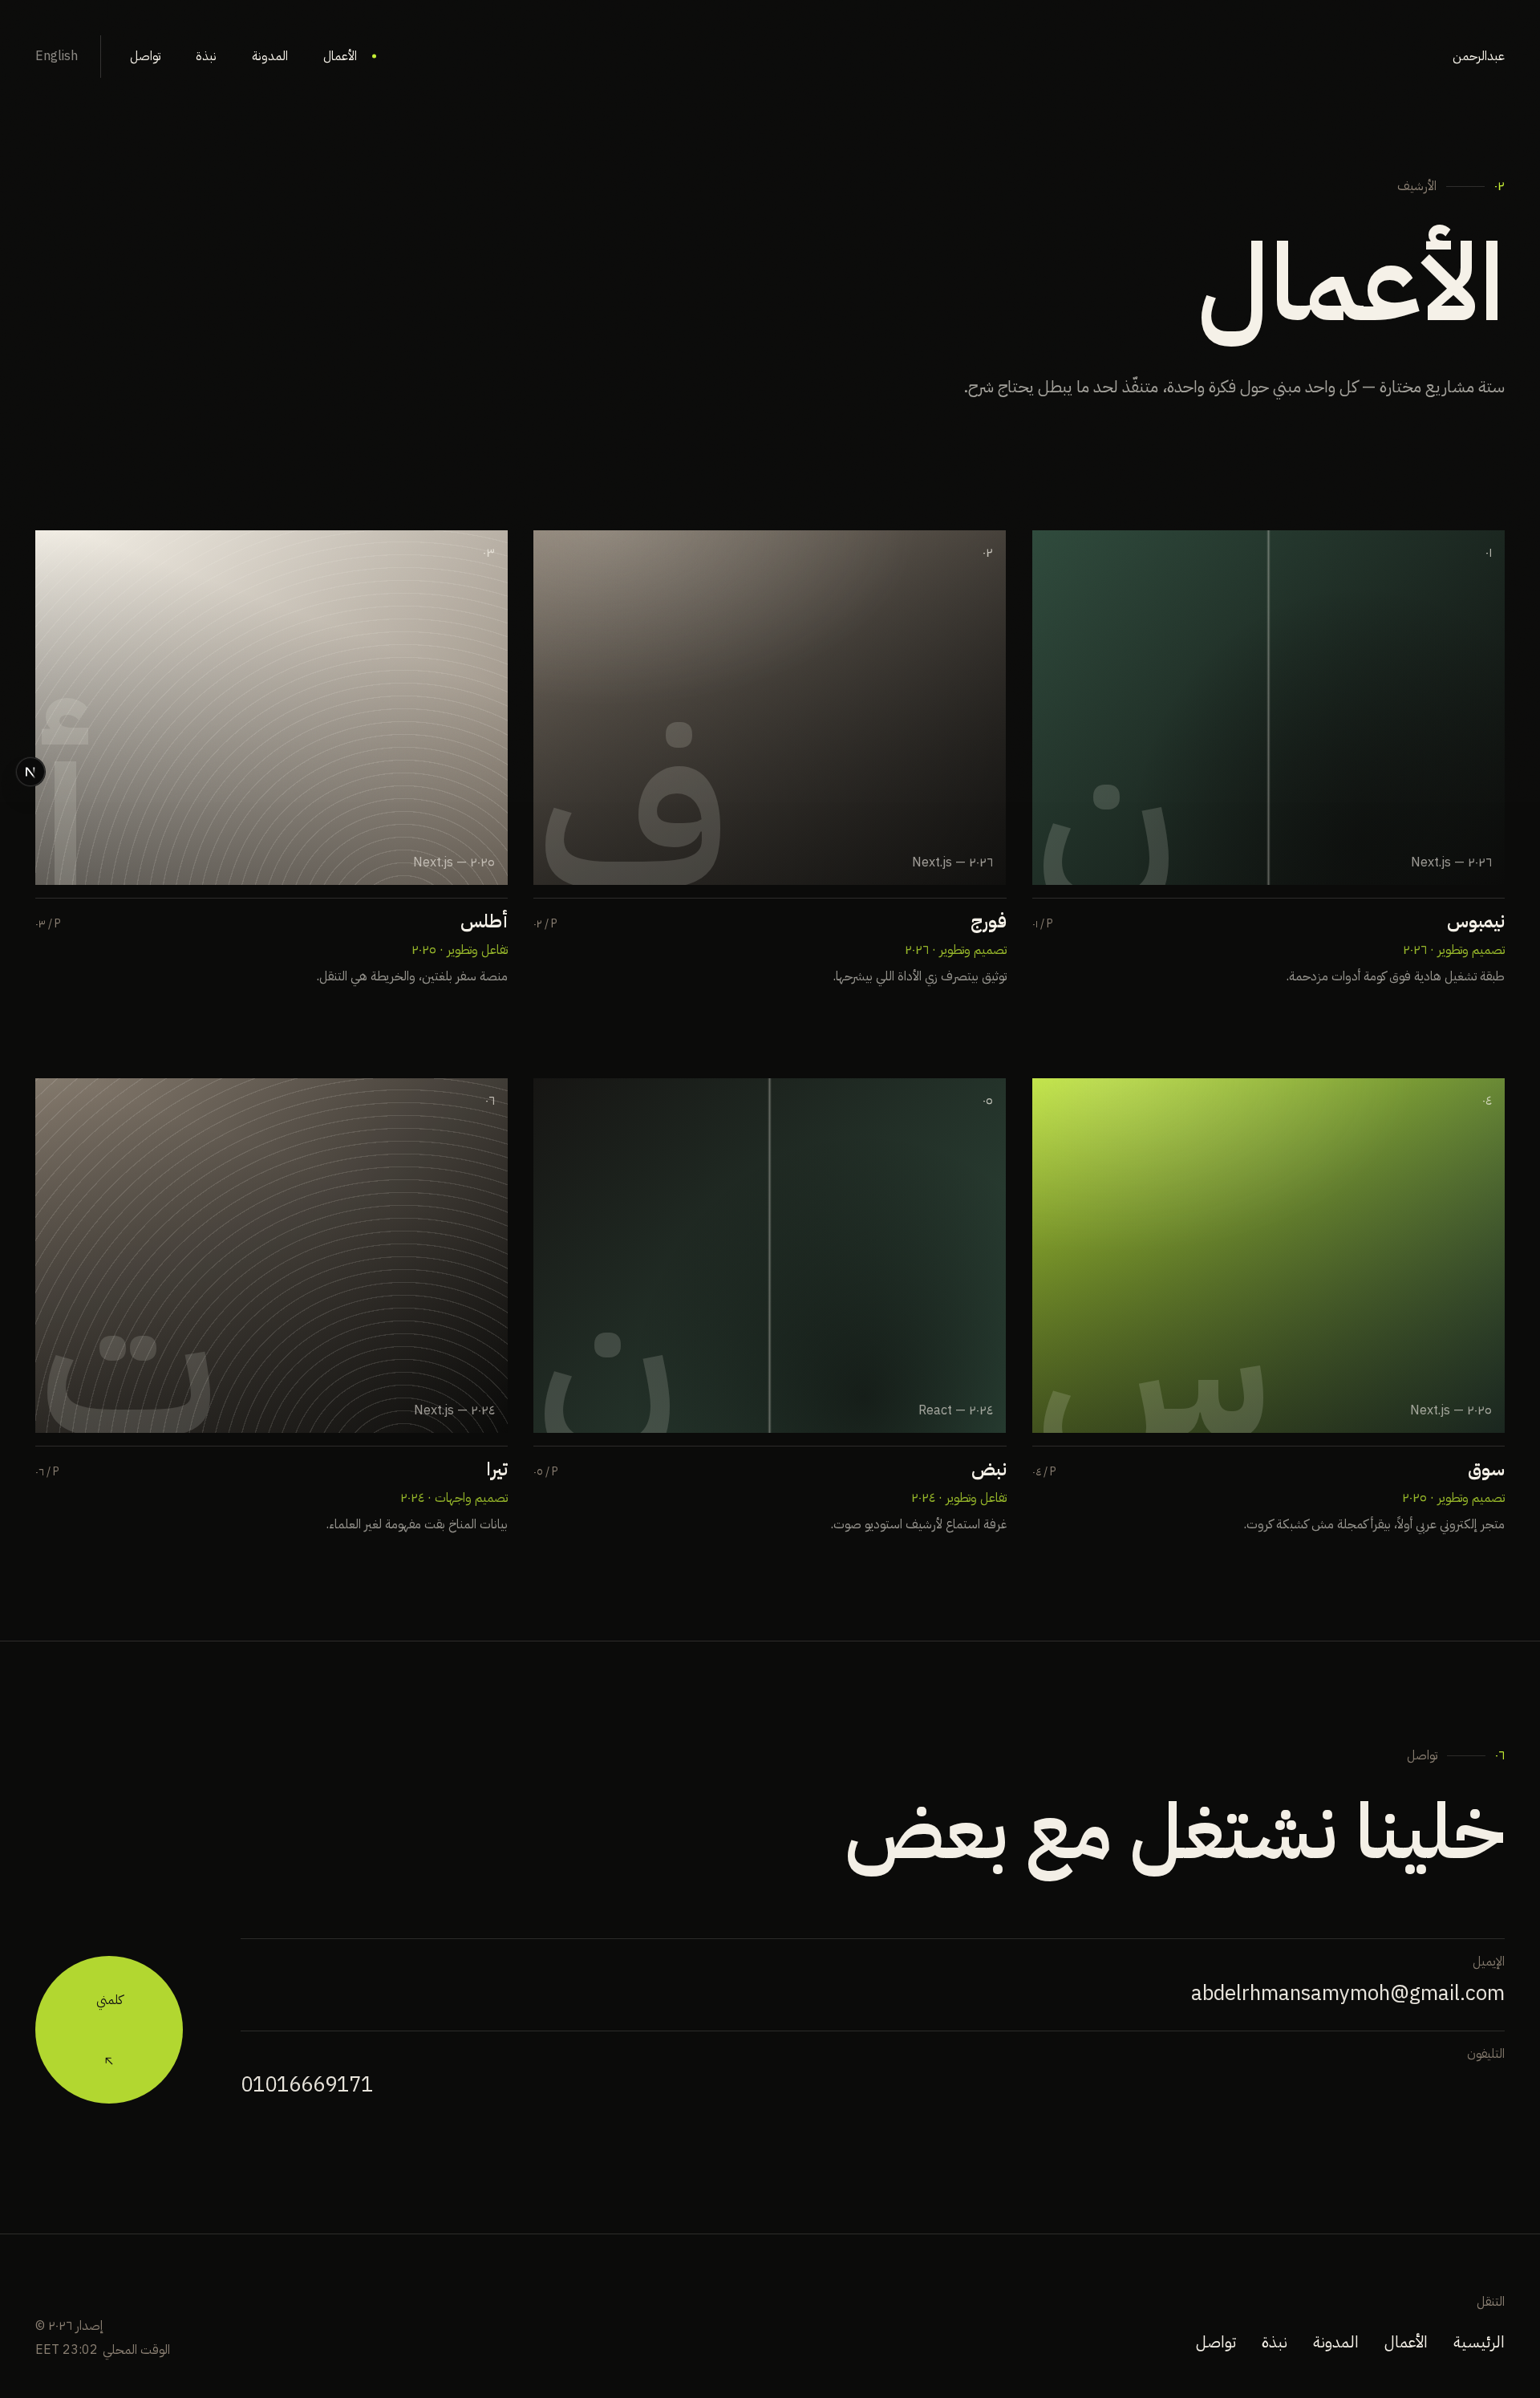 عبدالرحمن
الأعمال
المدونة
نبذة
تواصل
English
٠٢
الأرشيف
الأعمال
ستة مشاريع مختارة — كل واحد مبني حول فكرة واحدة، متنفّذ لحد ما يبطل يحتاج شرح.
٠١
ن
Next.js — ٢٠٢٦
نيمبوس
٠١ / P
تصميم وتطوير · ٢٠٢٦
طبقة تشغيل هادية فوق كومة أدوات مزدحمة.
٠٢
ف
Next.js — ٢٠٢٦
فورج
٠٢ / P
تصميم وتطوير · ٢٠٢٦
توثيق بيتصرف زي الأداة اللي بيشرحها.
٠٣
أ
Next.js — ٢٠٢٥
أطلس
٠٣ / P
تفاعل وتطوير · ٢٠٢٥
منصة سفر بلغتين، والخريطة هي التنقل.
N
٠٤
س
Next.js — ٢٠٢٥
سوق
٠٤ / P
تصميم وتطوير · ٢٠٢٥
متجر إلكتروني عربي أولاً، بيقرأ كمجلة مش كشبكة كروت.
٠٥
ن
React — ٢٠٢٤
نبض
٠٥ / P
تفاعل وتطوير · ٢٠٢٤
غرفة استماع لأرشيف استوديو صوت.
٠٦
ت
Next.js — ٢٠٢٤
تيرا
٠٦ / P
تصميم واجهات · ٢٠٢٤
بيانات المناخ بقت مفهومة لغير العلماء.
٠٦
تواصل
خلينا نشتغل مع بعض
الإيميل
abdelrhmansamymoh@gmail.com
التليفون
01016669171
كلمني
التنقل
الرئيسية
الأعمال
المدونة
نبذة
تواصل
إصدار ٢٠٢٦ ©
الوقت المحلي EET 23:02